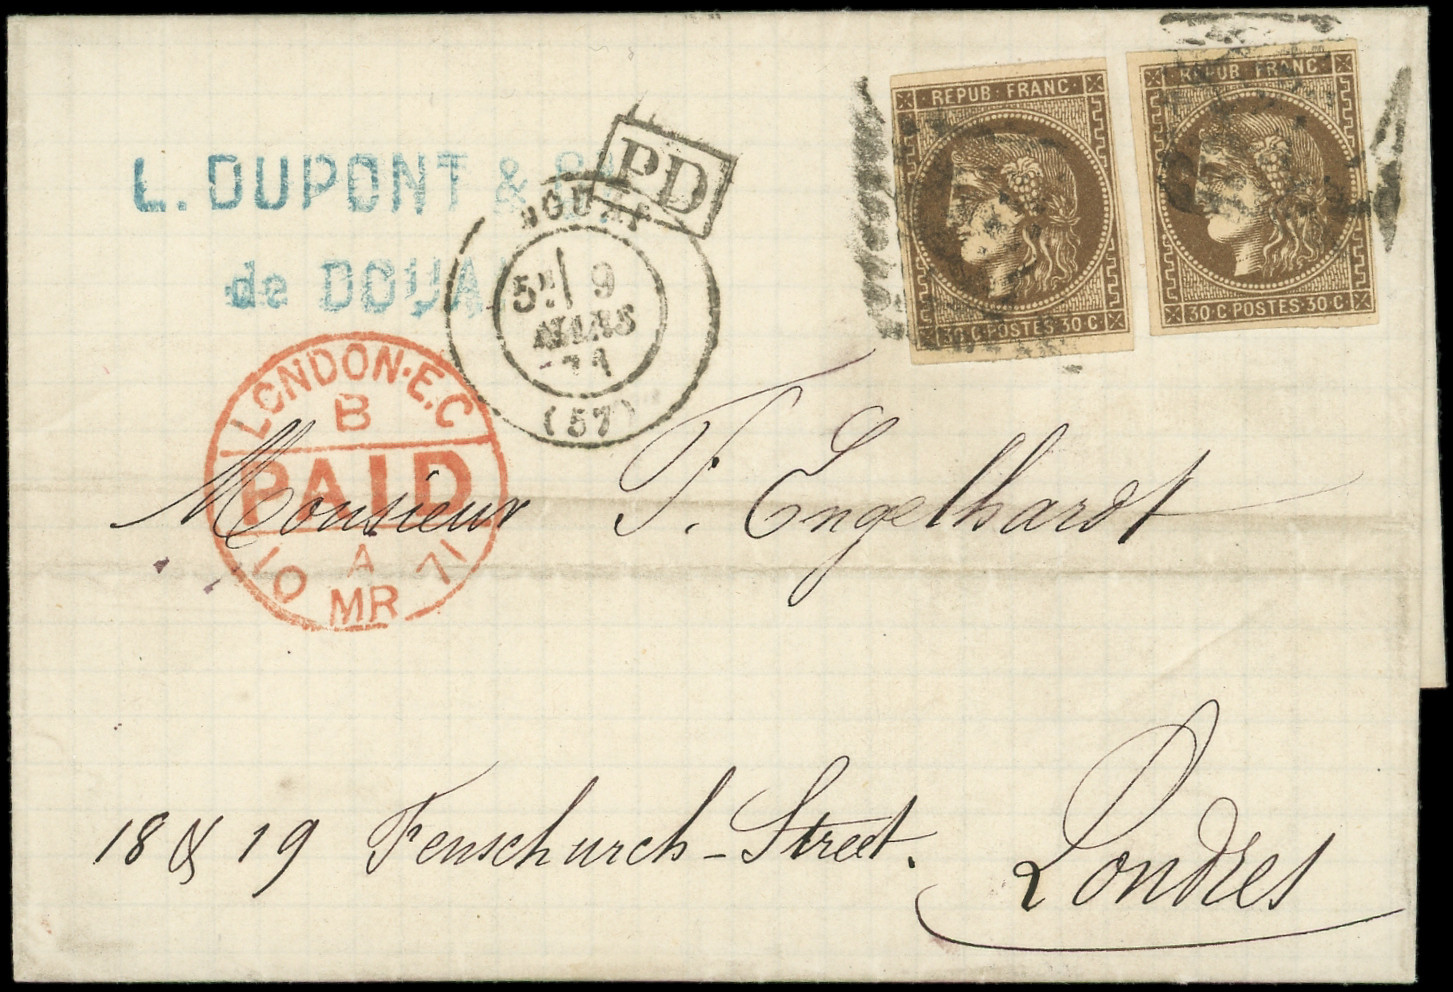 REPUB · FRANC ·
REPUB FRANC
L. DUPONT &
PD
DOUAI
de DOUA
5E 9
MARS
71
(57)
30·C·POSTES·30·C
30·C·POSTES·30·C
LONDON·E.C
B
PAID
A
10 MR 71
Monsieur F. Engelhardt
18 & 19 Fenschurch-Street.
Londres